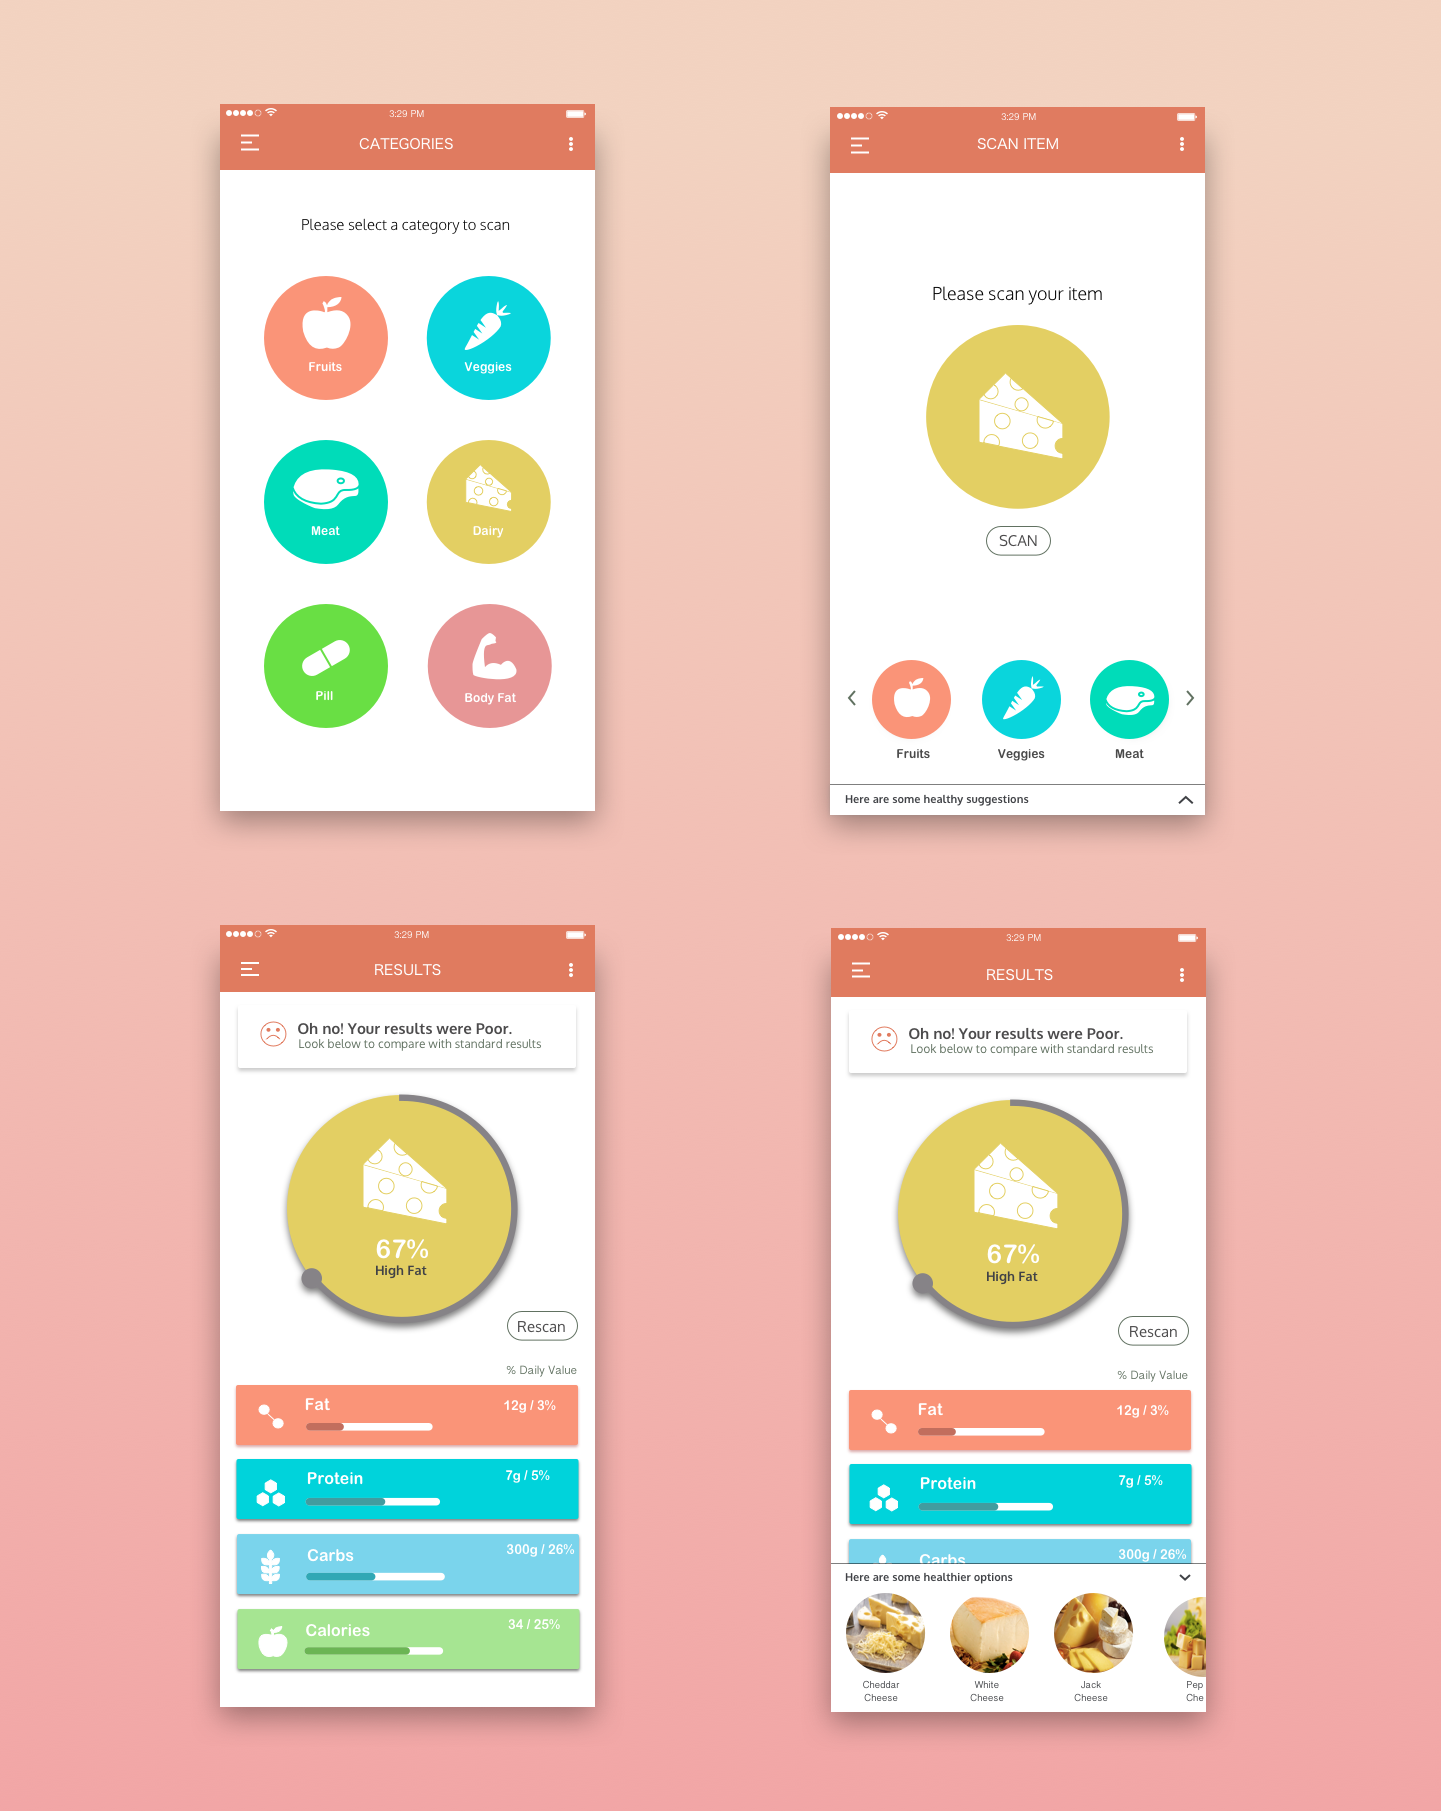 3:29 PM
CATEGORIES
Please select a category to scan
Fruits
Veggies
Meat
Dairy
Pill
Body Fat
3:29 PM
SCAN ITEM
Please scan your item
SCAN
Fruits
Veggies
Meat
Here are some healthy suggestions
3:29 PM
RESULTS
Oh no! Your results were Poor.
Look below to compare with standard results
67%
High Fat
Rescan
% Daily Value
Fat
12g / 3%
Protein
7g / 5%
Carbs
300g / 26%
Calories
34 / 25%
3:29 PM
RESULTS
Oh no! Your results were Poor.
Look below to compare with standard results
67%
High Fat
Rescan
% Daily Value
Fat
12g / 3%
Protein
7g / 5%
Carbs
300g / 26%
Here are some healthier options
Cheddar
Cheese
White
Cheese
Jack
Cheese
Pep
Che